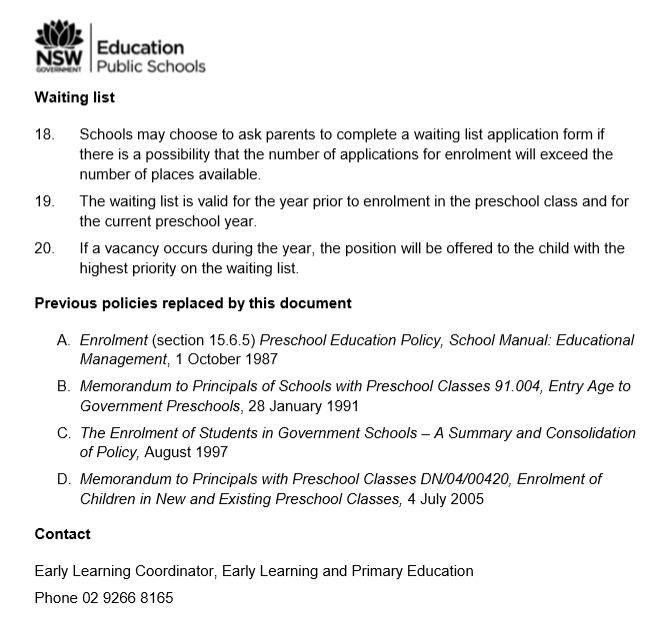 NSW
GOVERNMENT
Education
Public Schools
Waiting list
18. Schools may choose to ask parents to complete a waiting list application form if
there is a possibility that the number of applications for enrolment will exceed the
number of places available.
19. The waiting list is valid for the year prior to enrolment in the preschool class and for
the current preschool year.
20. If a vacancy occurs during the year, the position will be offered to the child with the
highest priority on the waiting list.
Previous policies replaced by this document
A. Enrolment (section 15.6.5) Preschool Education Policy, School Manual: Educational
Management, 1 October 1987
B. Memorandum to Principals of Schools with Preschool Classes 91.004, Entry Age to
Government Preschools, 28 January 1991
C. The Enrolment of Students in Government Schools – A Summary and Consolidation
of Policy, August 1997
D. Memorandum to Principals with Preschool Classes DN/04/00420, Enrolment of
Children in New and Existing Preschool Classes, 4 July 2005
Contact
Early Learning Coordinator, Early Learning and Primary Education
Phone 02 9266 8165